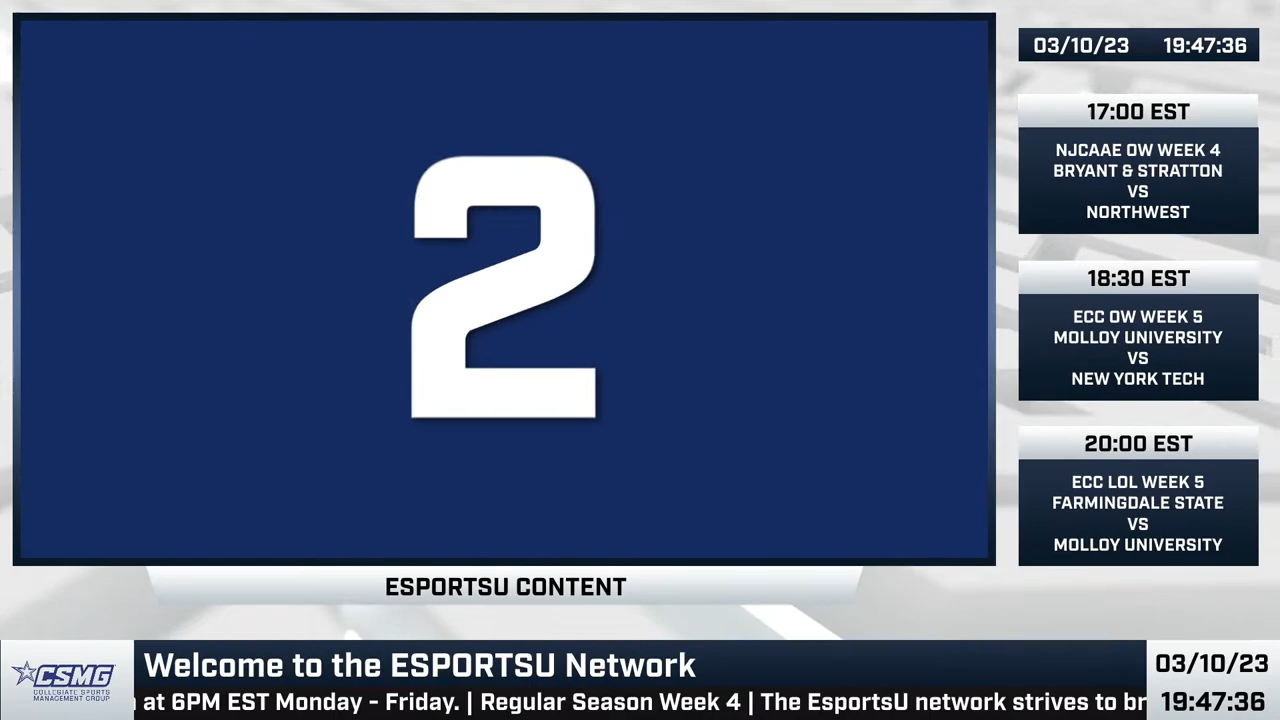 2
ESPORTSU CONTENT
03/10/23 19:47:36
17:00 EST
NJCAAE OW WEEK 4
BRYANT & STRATTON
VS
NORTHWEST
18:30 EST
ECC OW WEEK 5
MOLLOY UNIVERSITY
VS
NEW YORK TECH
20:00 EST
ECC LOL WEEK 5
FARMINGDALE STATE
VS
MOLLOY UNIVERSITY
CSMG
COLLEGIATE SPORTS
MANAGEMENT GROUP
Welcome to the ESPORTSU Network
at 6PM EST Monday - Friday. | Regular Season Week 4 | The EsportsU network strives to br
03/10/23
19:47:36